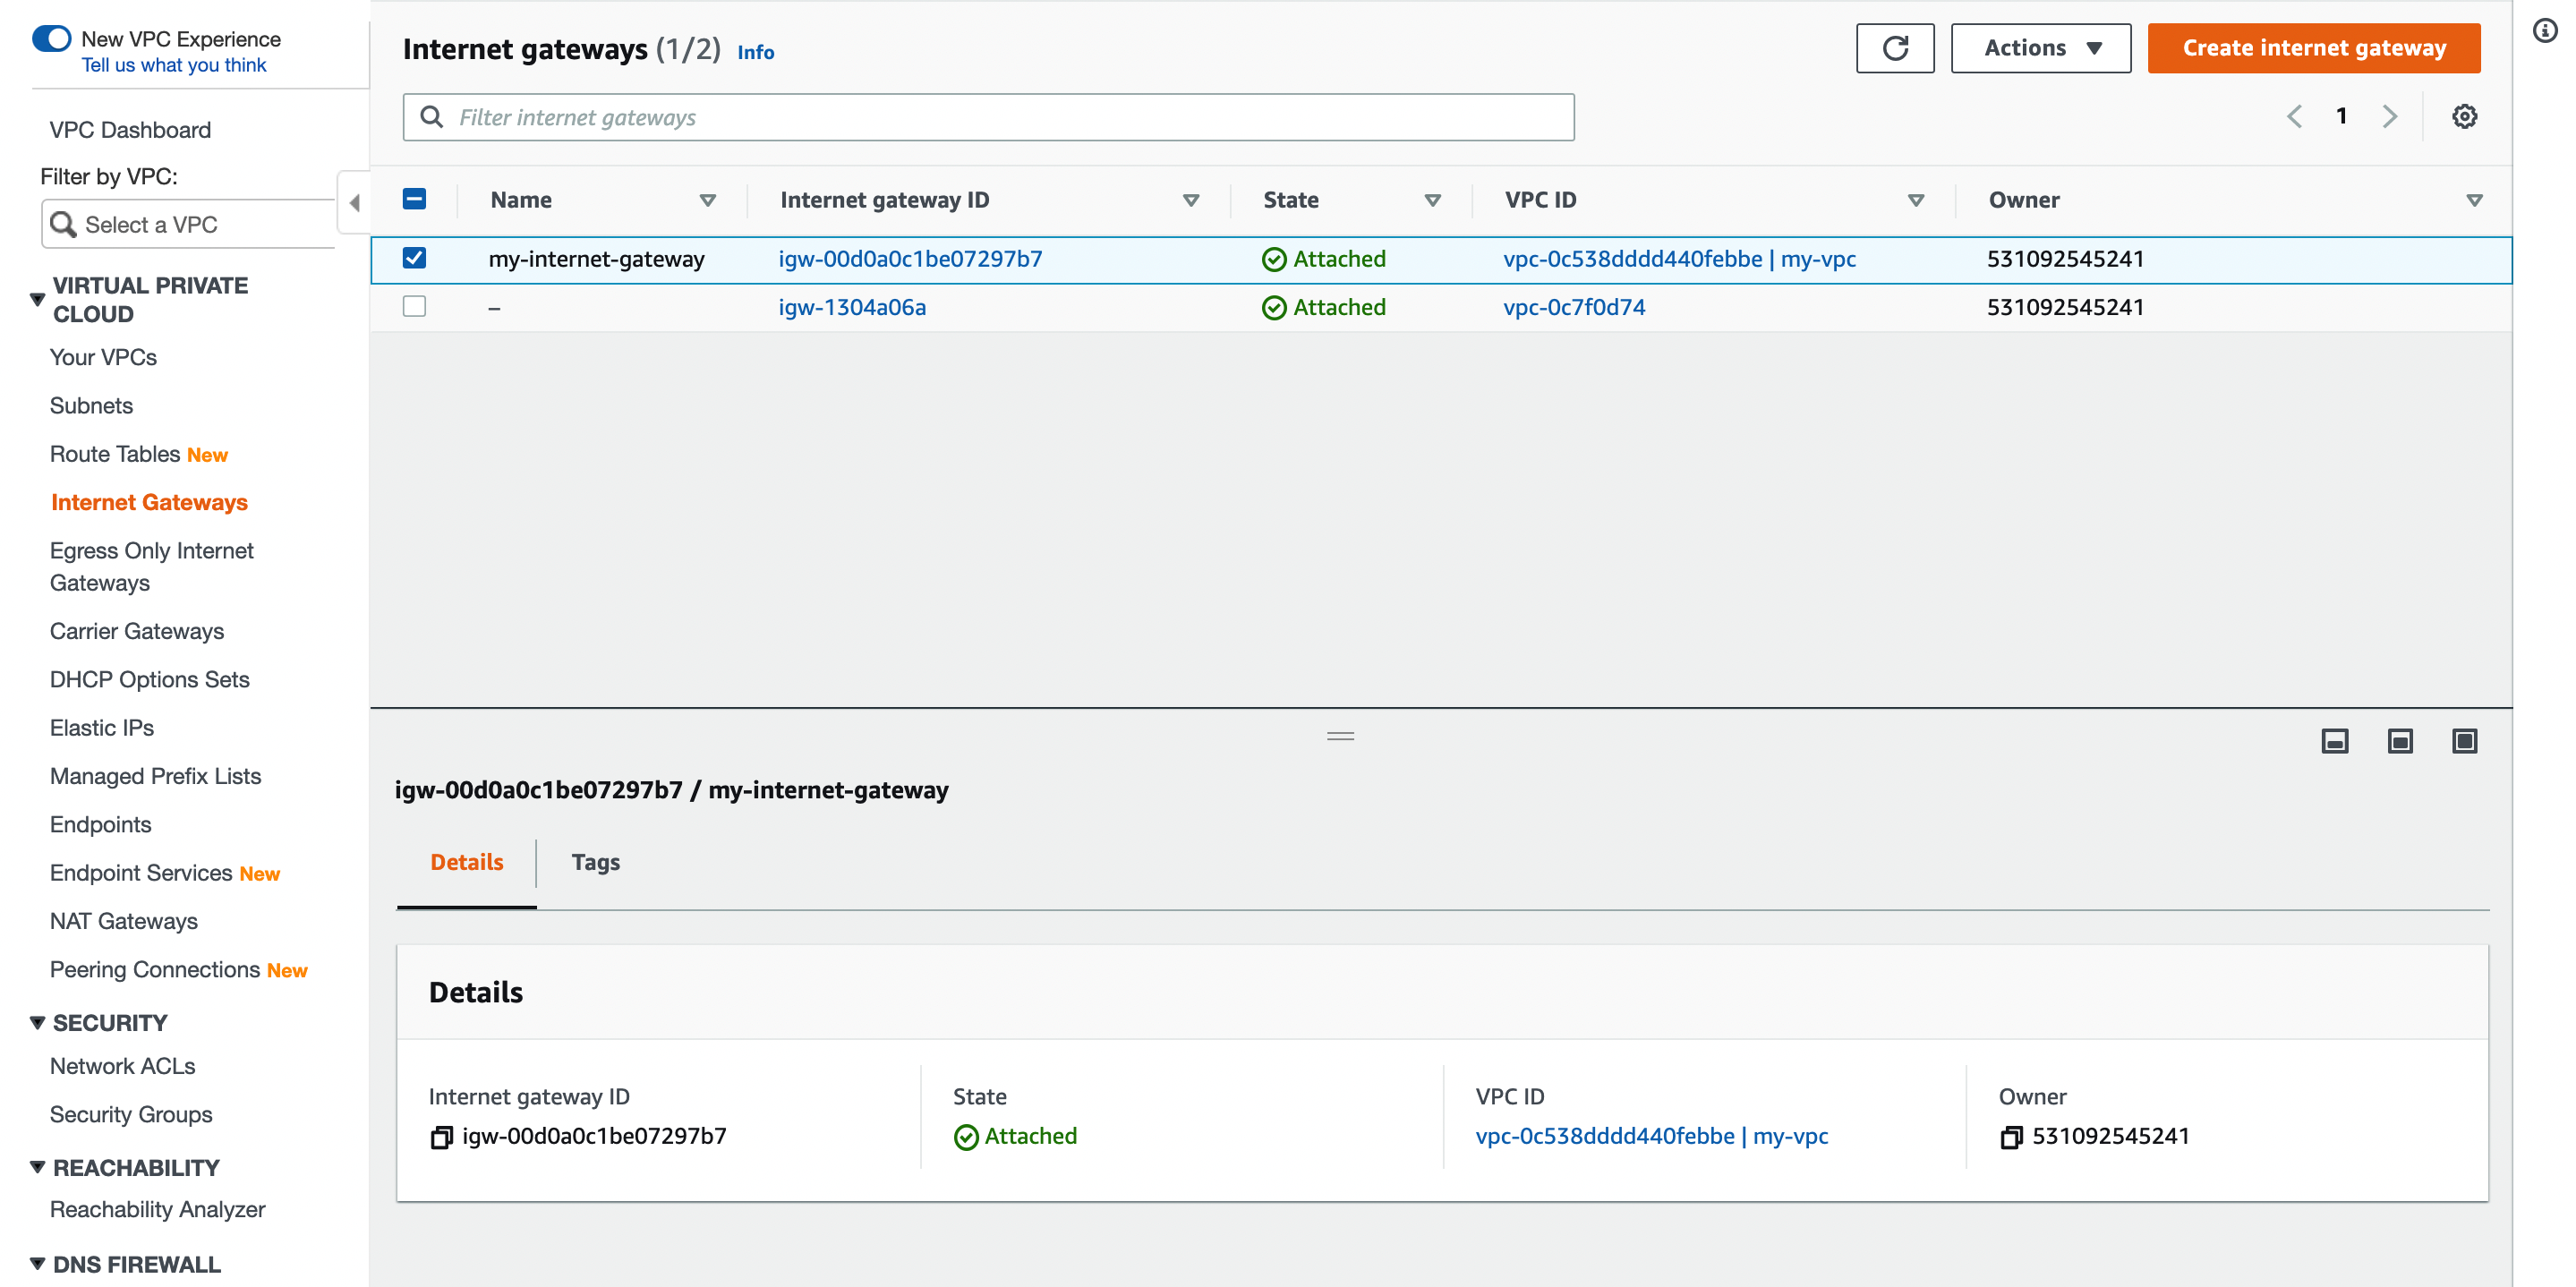 New VPC Experience
Tell us what you think
VPC Dashboard
Filter by VPC:
Select a VPC
VIRTUAL PRIVATE
CLOUD
Your VPCs
Subnets
Route Tables New
Internet Gateways
Egress Only Internet
Gateways
Carrier Gateways
DHCP Options Sets
Elastic IPs
Managed Prefix Lists
Endpoints
Endpoint Services New
NAT Gateways
Peering Connections New
SECURITY
Network ACLs
Security Groups
REACHABILITY
Reachability Analyzer
DNS FIREWALL
Internet gateways (1/2) Info
Actions
Create internet gateway
Filter internet gateways
1
Name Internet gateway ID State VPC ID Owner
my-internet-gateway igw-00d0a0c1be07297b7 Attached vpc-0c538dddd440febbe | my-vpc 531092545241
– igw-1304a06a Attached vpc-0c7f0d74 531092545241
igw-00d0a0c1be07297b7 / my-internet-gateway
Details Tags
Details
Internet gateway ID State VPC ID Owner
igw-00d0a0c1be07297b7 Attached vpc-0c538dddd440febbe | my-vpc 531092545241